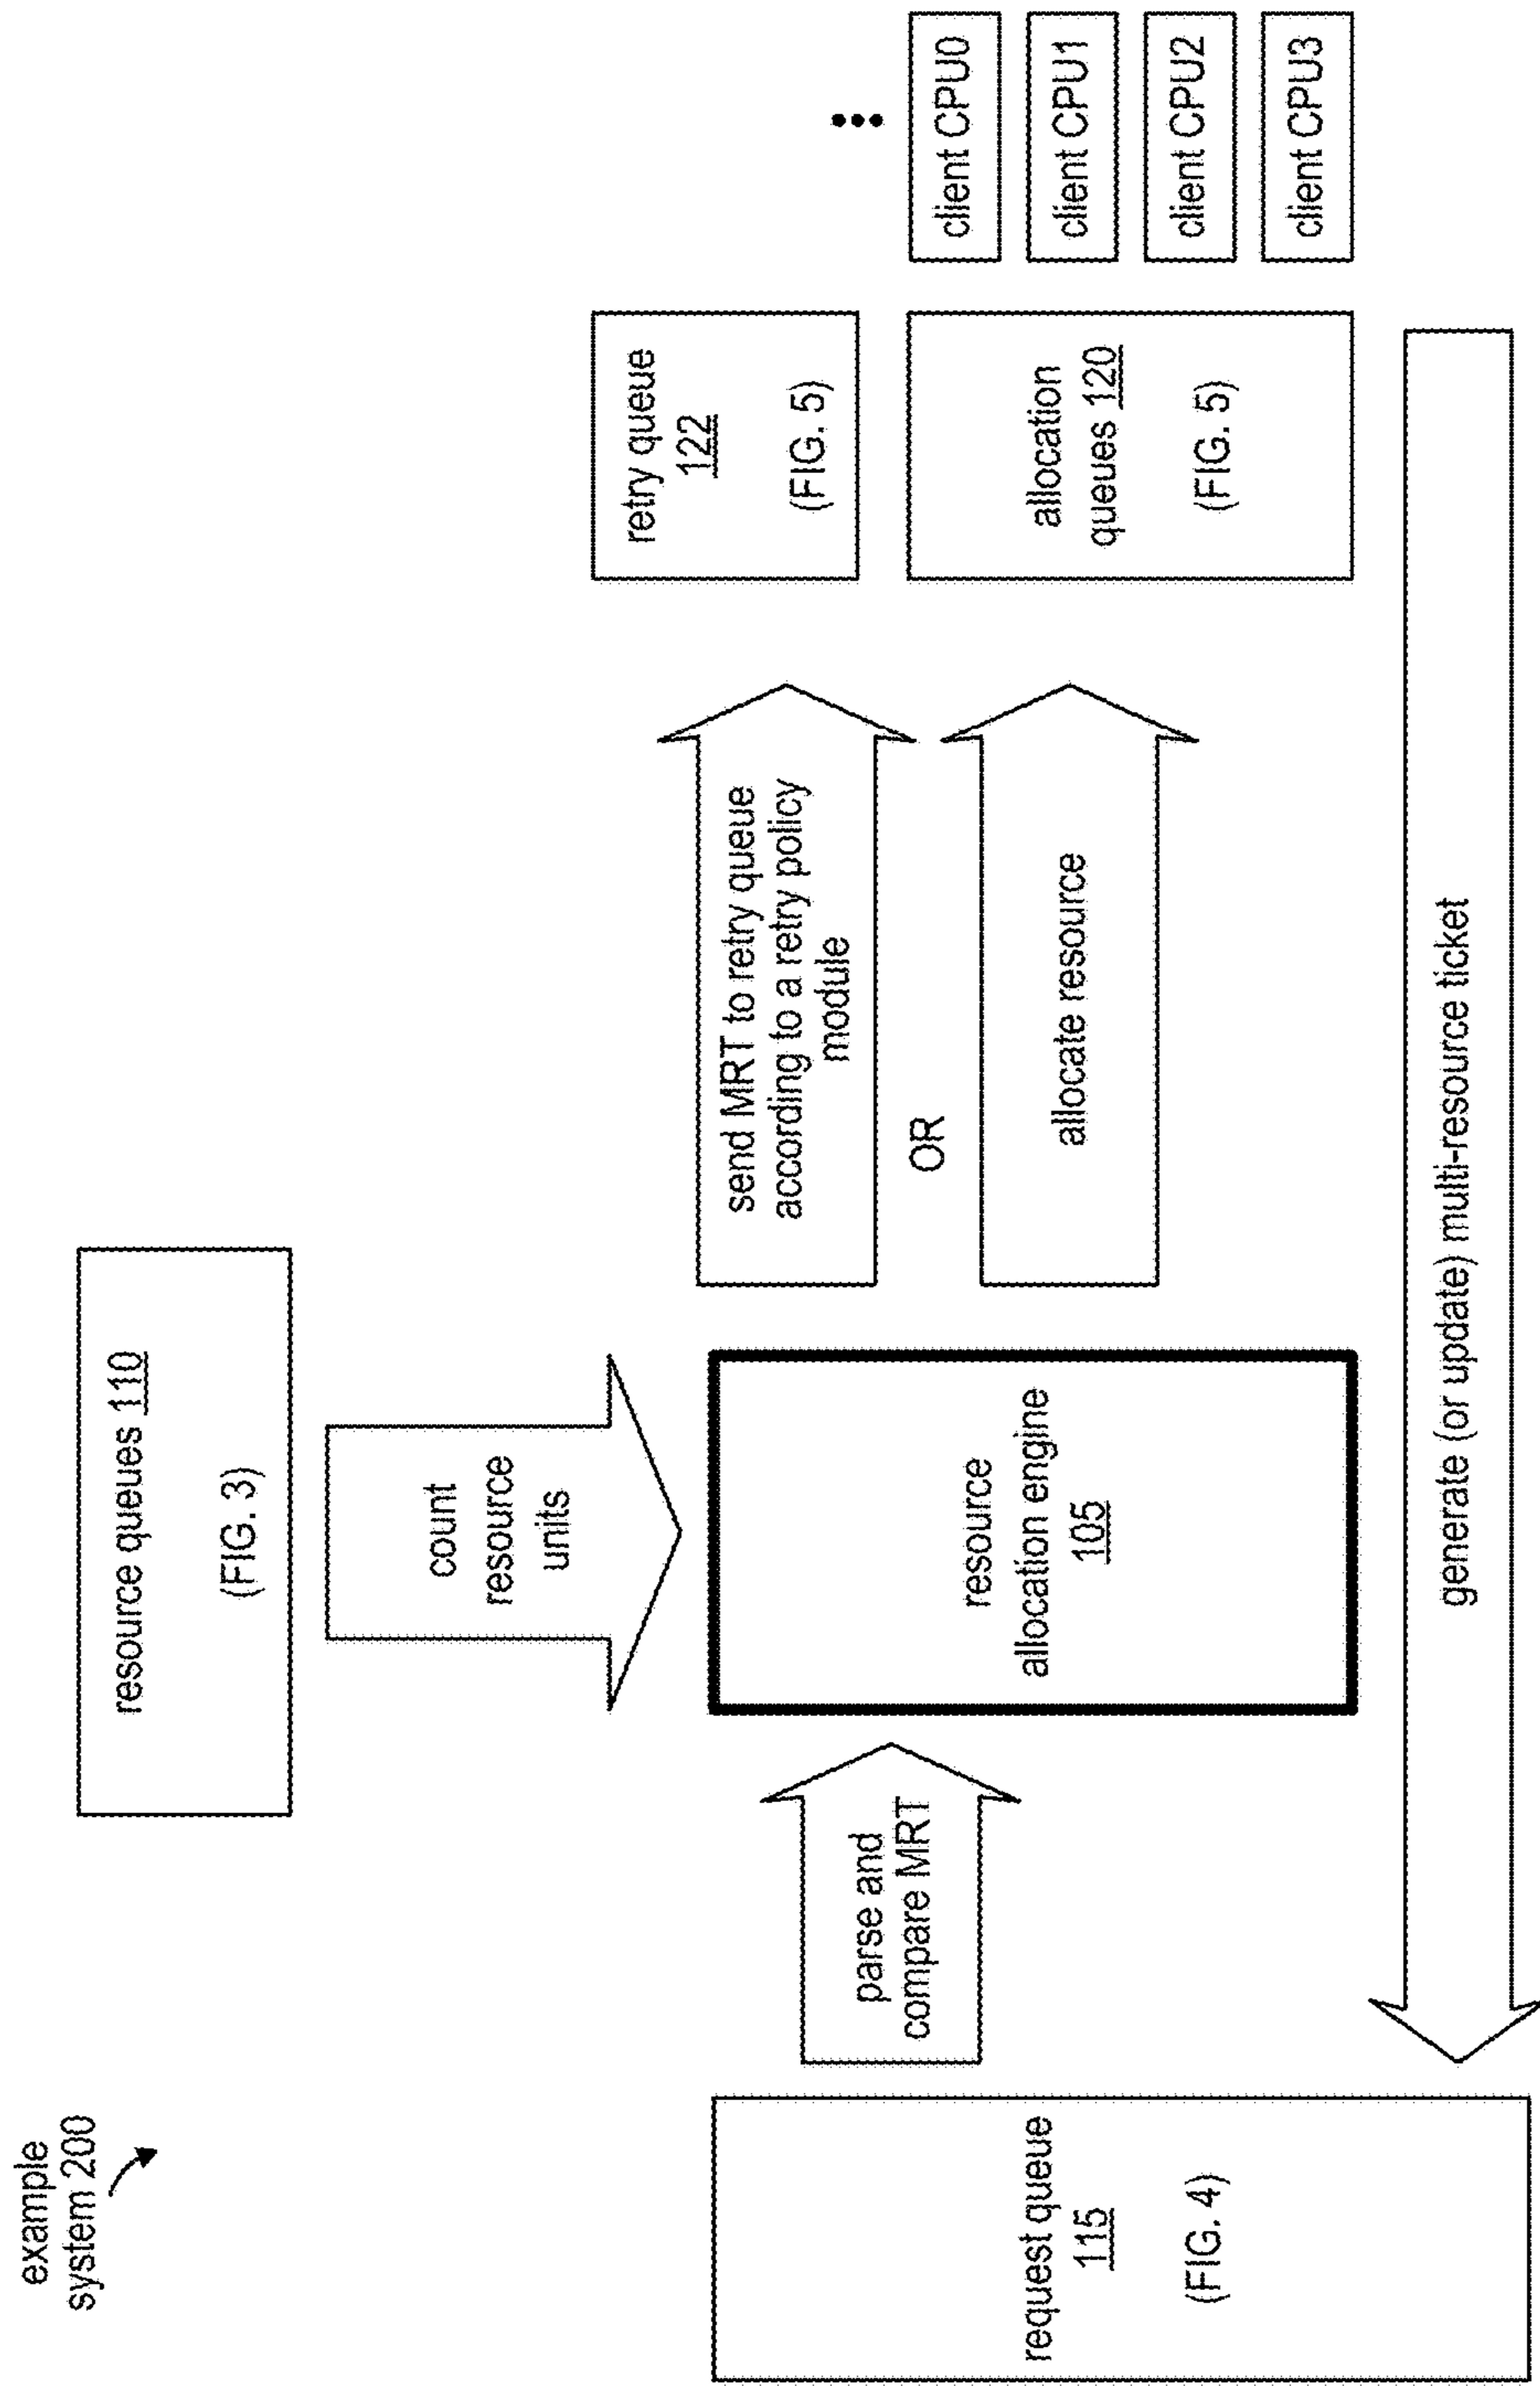 example
system 200
resource queues 110
(FIG. 3)
count
resource
units
request queue
115
(FIG. 4)
parse and
compare MRT
resource
allocation engine
105
send MRT to retry queue
according to a retry policy
module
OR
allocate resource
retry queue
122
(FIG. 5)
allocation
queues 120
(FIG. 5)
client CPU0
client CPU1
client CPU2
client CPU3
generate (or update) multi-resource ticket